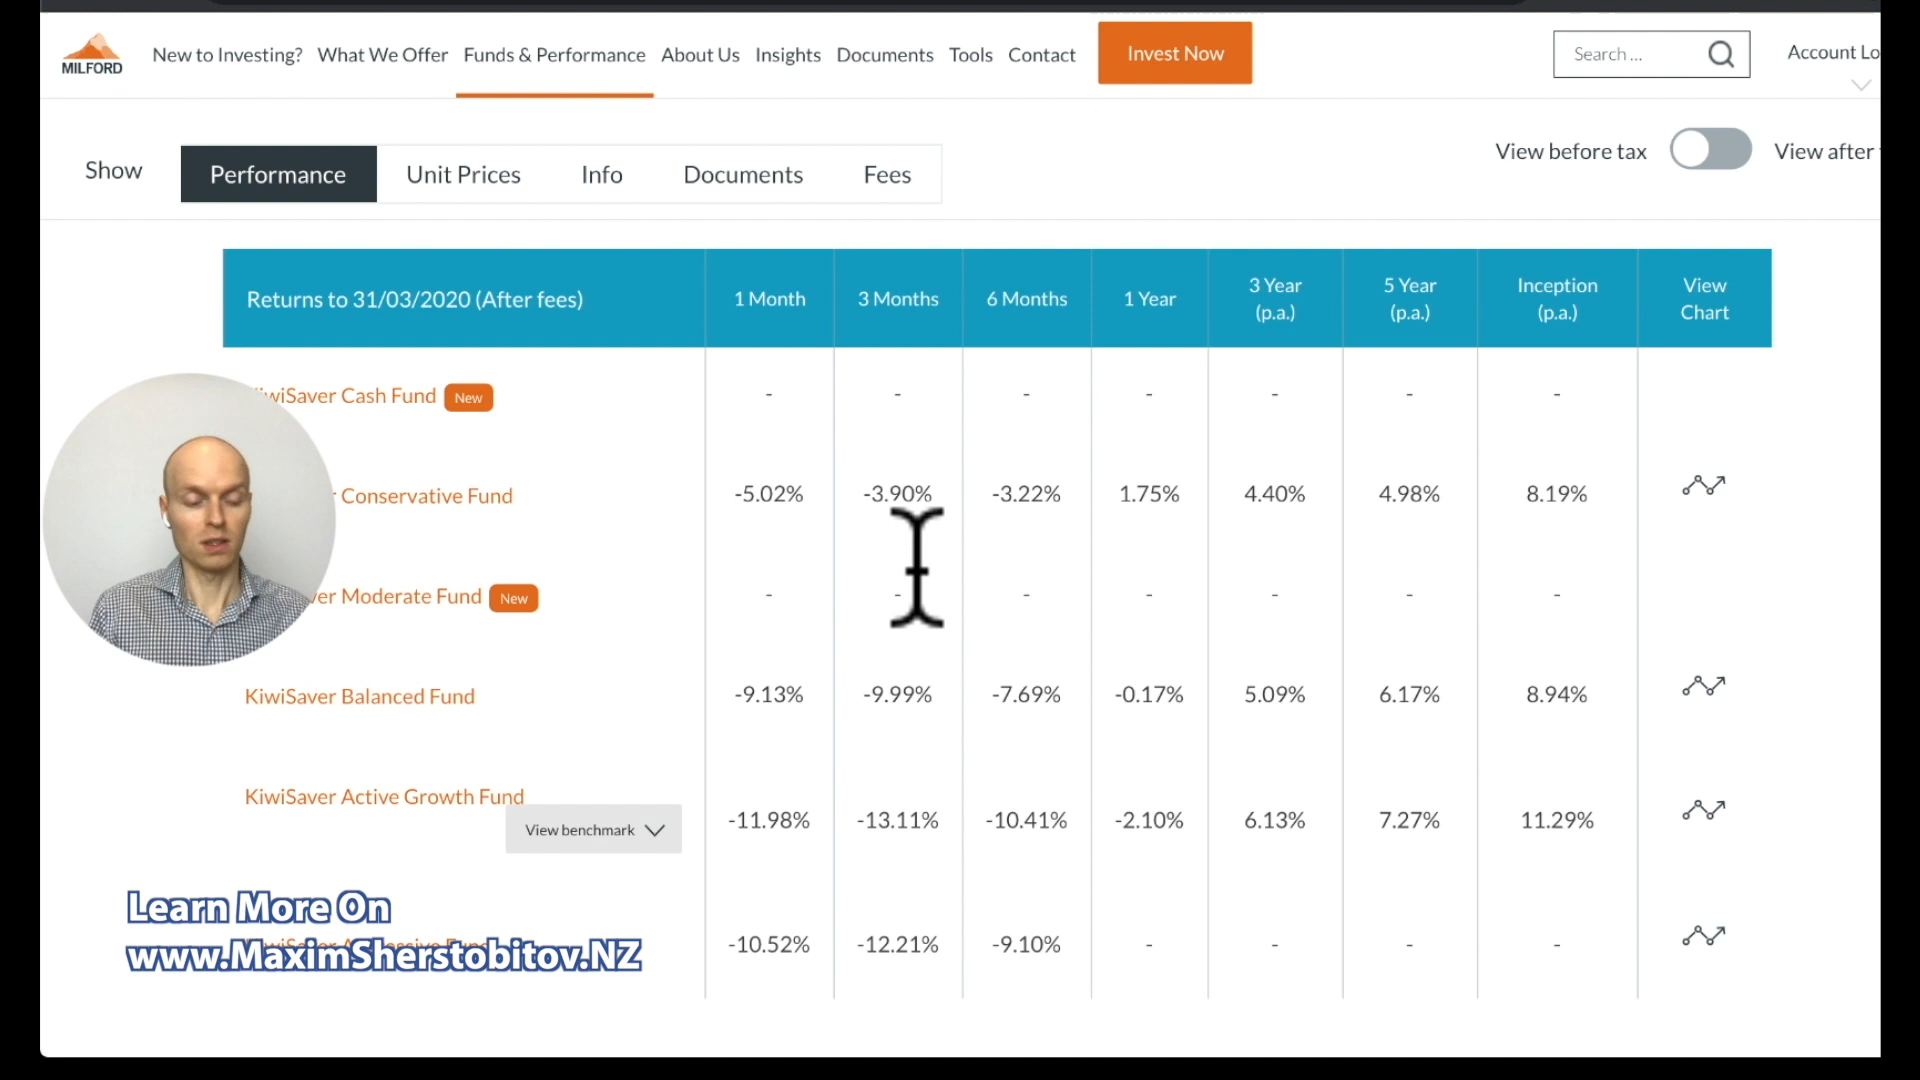 MILFORD
New to Investing? What We Offer Funds & Performance About Us Insights Documents Tools Contact Invest Now Search ... Account Lo
Show Performance Unit Prices Info Documents Fees View before tax View after
Returns to 31/03/2020 (After fees) 1 Month 3 Months 6 Months 1 Year 3 Year (p.a.) 5 Year (p.a.) Inception (p.a.) View Chart
iwiSaver Cash Fund New - - - - - - -
Conservative Fund -5.02% -3.90% -3.22% 1.75% 4.40% 4.98% 8.19%
ver Moderate Fund New - - - - - - -
KiwiSaver Balanced Fund -9.13% -9.99% -7.69% -0.17% 5.09% 6.17% 8.94%
KiwiSaver Active Growth Fund
View benchmark -11.98% -13.11% -10.41% -2.10% 6.13% 7.27% 11.29%
Learn More On
www.MaximSherstobitov.NZ -10.52% -12.21% -9.10% - - - -